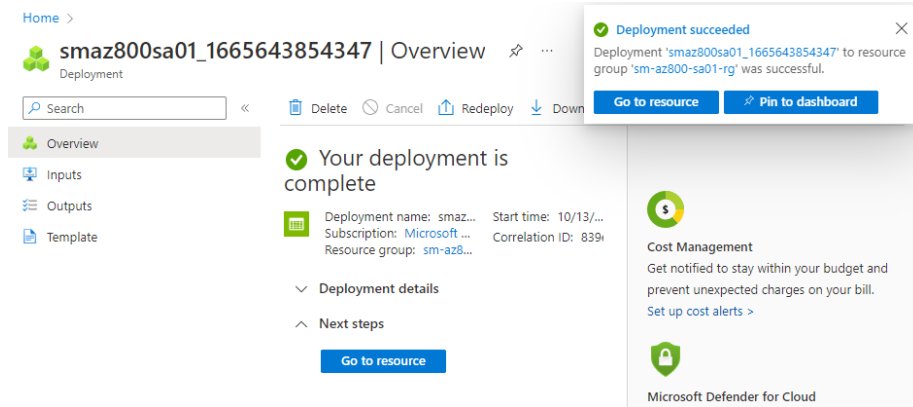 Home >
smaz800sa01_1665643854347 | Overview ...
Deployment
Search
«
Delete
Cancel
Redeploy
Down
Overview
Inputs
Outputs
Template
Your deployment is
complete
Deployment name: smaz...
Subscription: Microsoft ...
Resource group: sm-az8...
Start time: 10/13/...
Correlation ID: 839
Deployment details
Next steps
Go to resource
Deployment succeeded
Deployment 'smaz800sa01_1665643854347' to resource
group 'sm-az800-sa01-rg' was successful.
Go to resource
Pin to dashboard
$
Cost Management
Get notified to stay within your budget and
prevent unexpected charges on your bill.
Set up cost alerts >
Microsoft Defender for Cloud